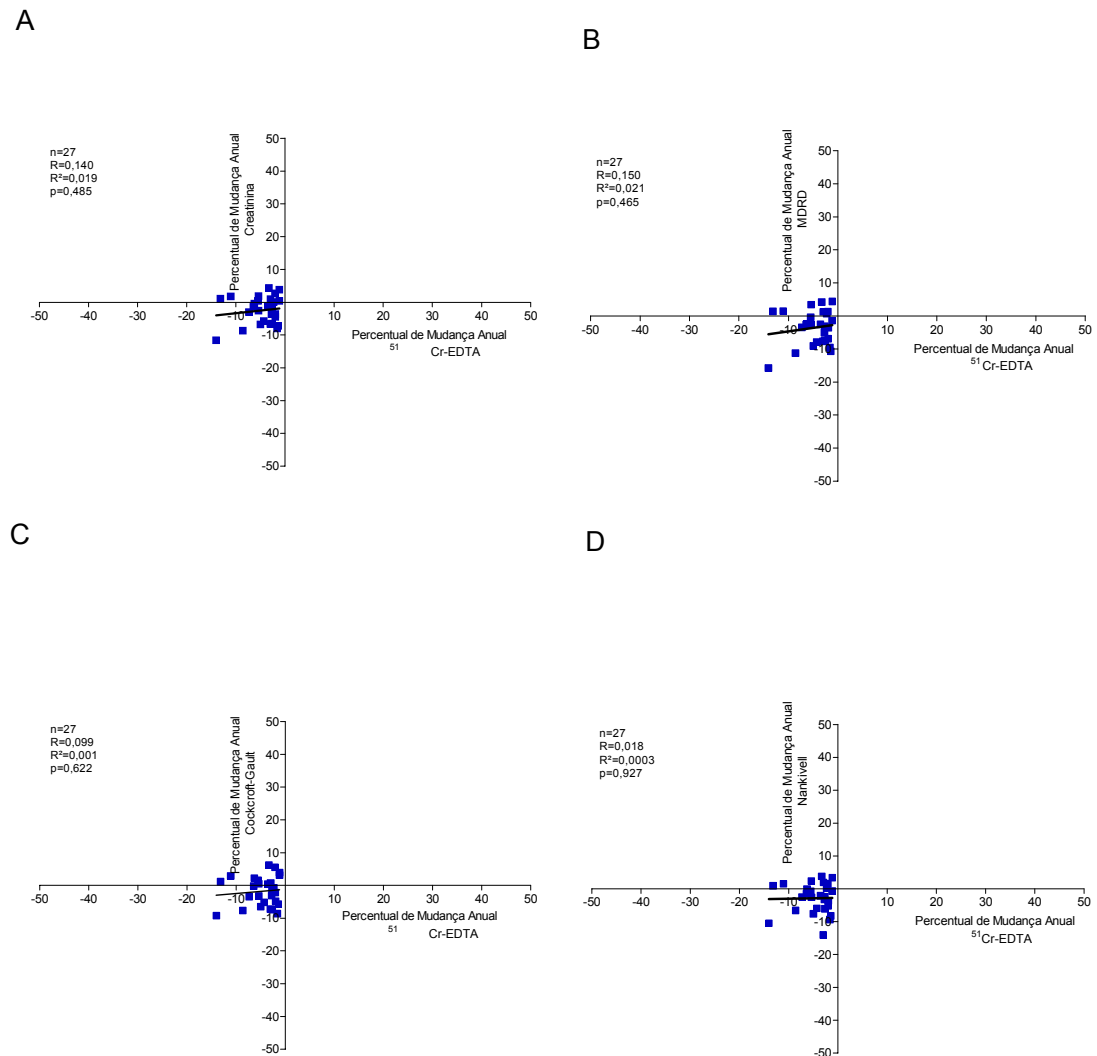 A
n=27
R=0,140
R²=0,019
p=0,485
Percentual de Mudança Anual
Creatinina
50
40
30
20
10
-10
-20
-30
-40
-50
-50 -40 -30 -20 -10 10 20 30 40 50
Percentual de Mudança Anual
51 Cr-EDTA
B
n=27
R=0,150
R²=0,021
p=0,465
Percentual de Mudança Anual
MDRD
50
40
30
20
10
-10
-20
-30
-40
-50
-50 -40 -30 -20 -10 10 20 30 40 50
Percentual de Mudança Anual
51Cr-EDTA
C
n=27
R=0,099
R²=0,001
p=0,622
Percentual de Mudança Anual
Cockcroft-Gault
50
40
30
20
10
-10
-20
-30
-40
-50
-50 -40 -30 -20 -10 10 20 30 40 50
Percentual de Mudança Anual
51 Cr-EDTA
D
n=27
R=0,018
R²=0,0003
p=0,927
Percentual de Mudança Anual
Nankivell
50
40
30
20
10
-10
-20
-30
-40
-50
-50 -40 -30 -20 -10 10 20 30 40 50
Percentual de Mudança Anual
51Cr-EDTA